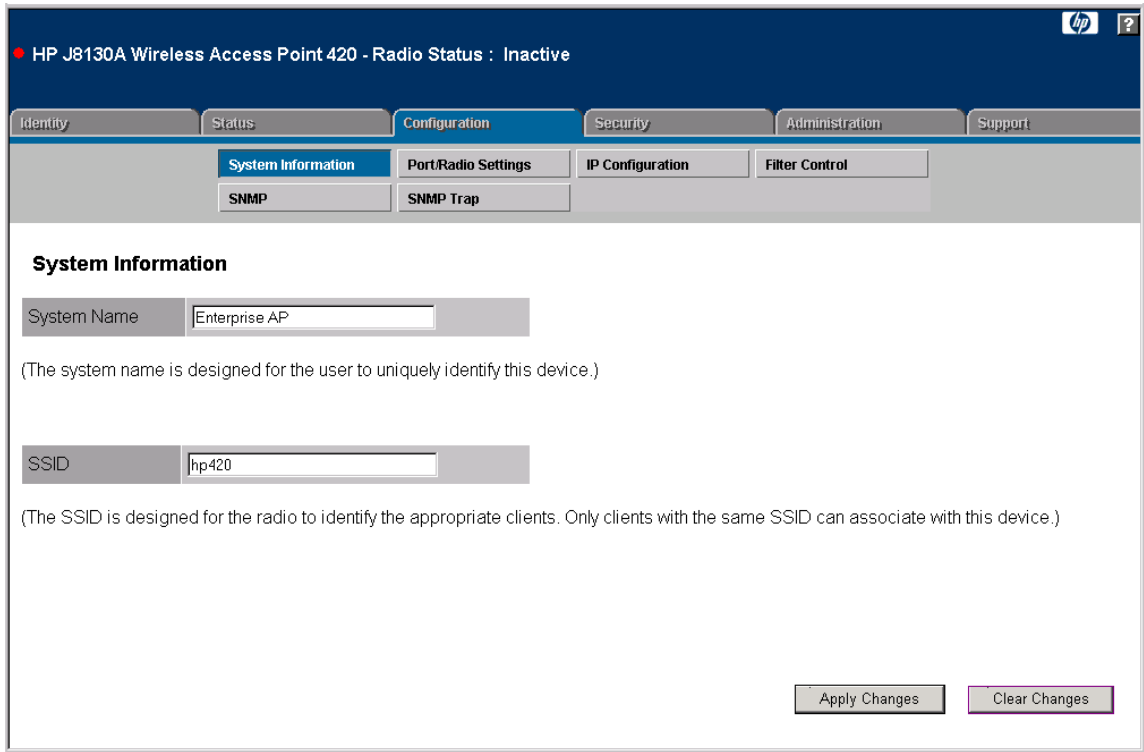 hp ?
HP J8130A Wireless Access Point 420 - Radio Status : Inactive
Identity Status Configuration Security Administration Support
System Information Port/Radio Settings IP Configuration Filter Control
SNMP SNMP Trap
System Information
System Name Enterprise AP
(The system name is designed for the user to uniquely identify this device.)
SSID hp420
(The SSID is designed for the radio to identify the appropriate clients. Only clients with the same SSID can associate with this device.)
Apply Changes Clear Changes